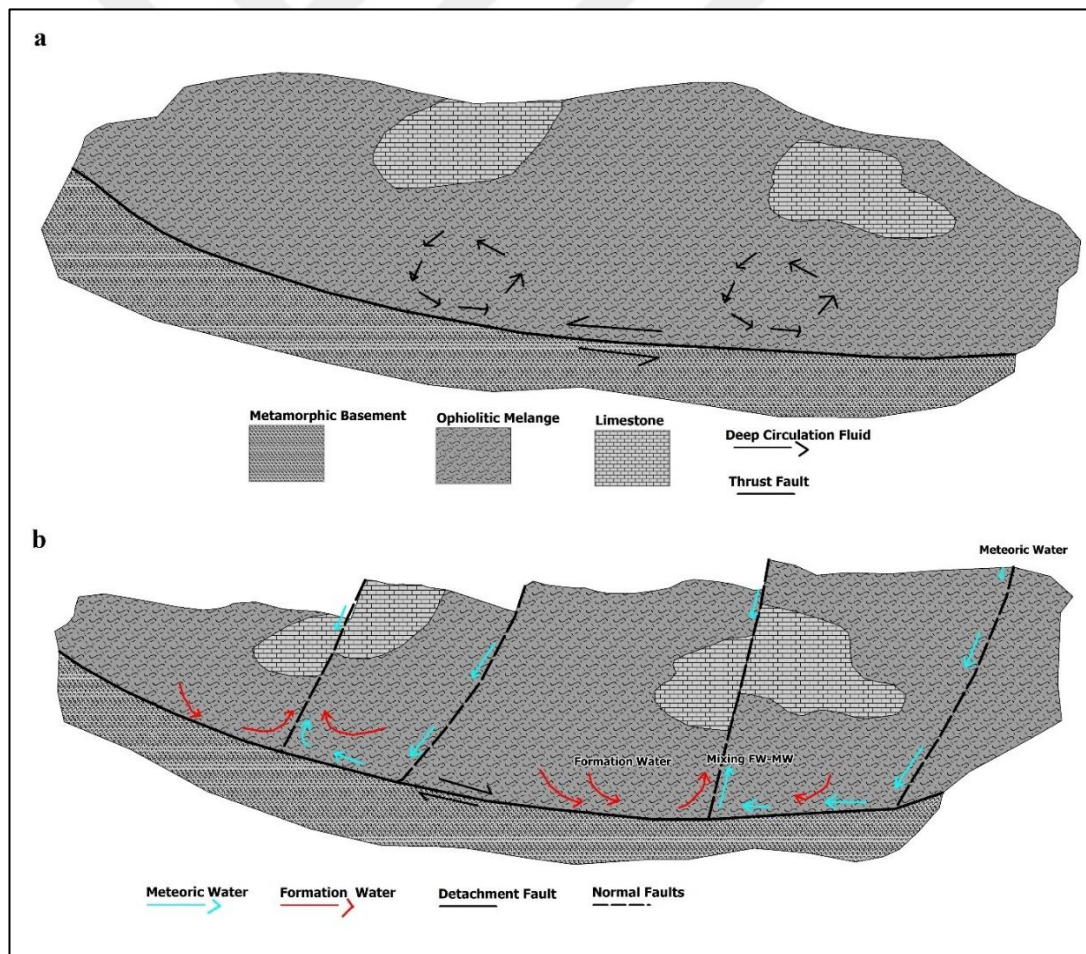 a
Metamorphic Basement
Ophiolitic Melange
Limestone
Deep Circulation Fluid
Thrust Fault
b
Meteoric Water
Formation Water
Mixing FW-MW
Meteoric Water
Formation Water
Detachment Fault
Normal Faults